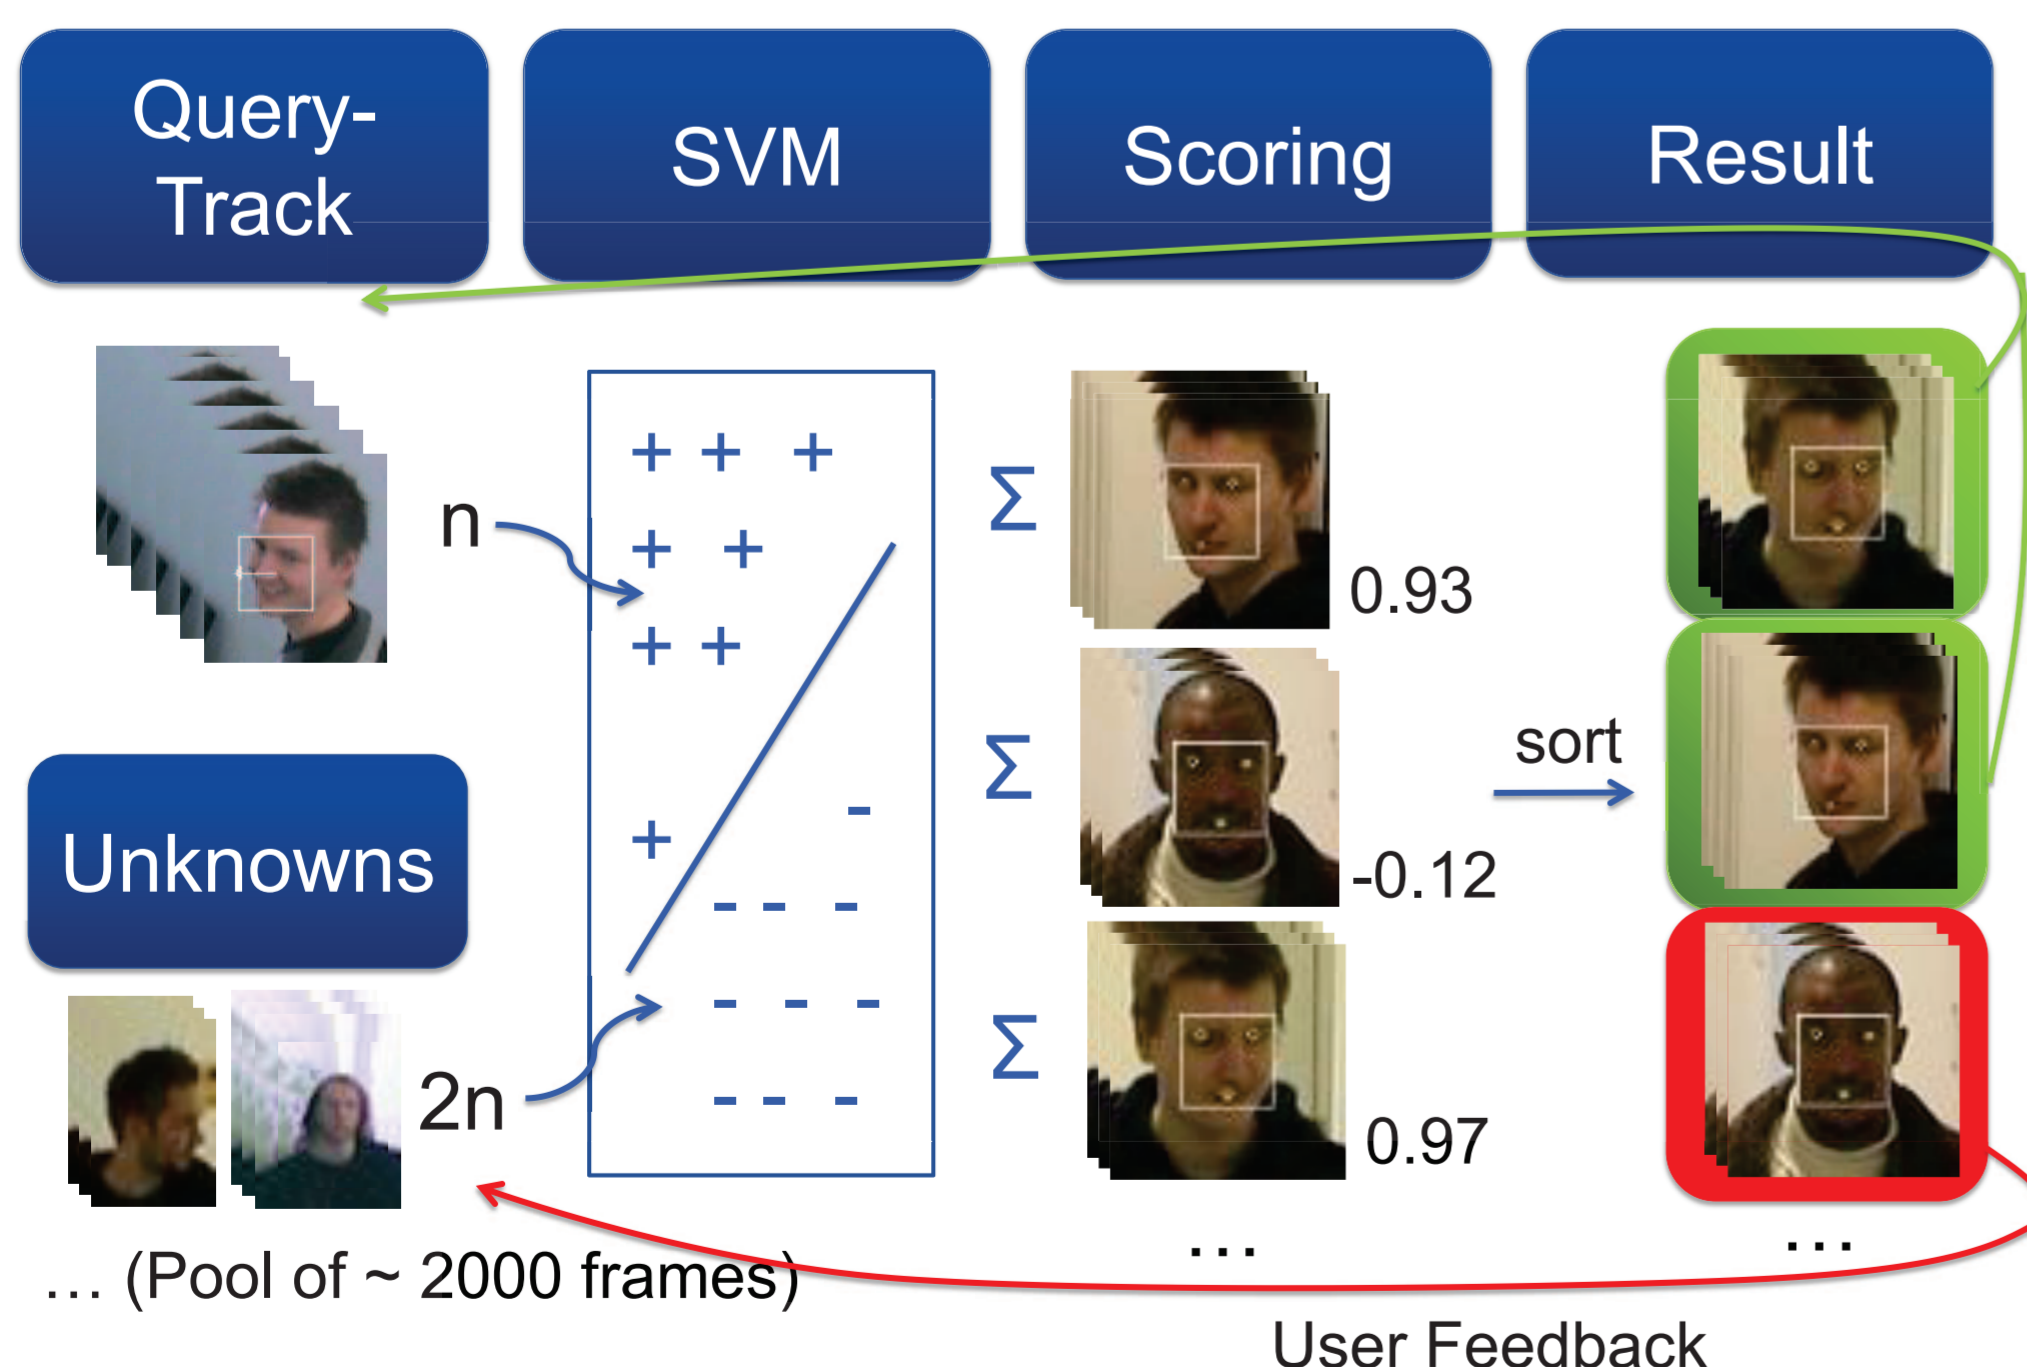 Query-
Track
SVM
Scoring
Result
n
+ + +
+ +
+ +
+
-
- - -
- - -
- - -
Σ
0.93
Σ
-0.12
Σ
0.97
sort
Unknowns
2n
… (Pool of ~ 2000 frames)
…
…
User Feedback